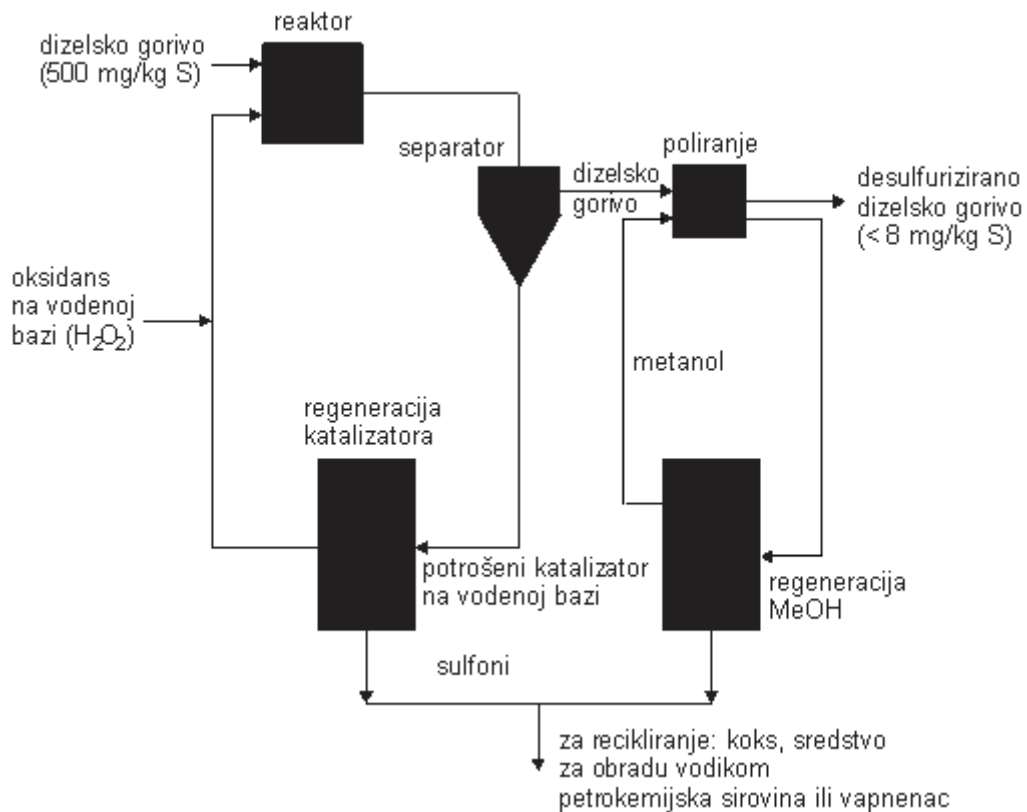 reaktor
dizelsko gorivo
(500 mg/kg S)
separator
dizelsko
gorivo
poliranje
desulfurizirano
dizelsko gorivo
(< 8 mg/kg S)
oksidans
na vodenoj
bazi (H₂O₂)
metanol
regeneracija
katalizatora
potrošeni katalizator
na vodenoj bazi
regeneracija
MeOH
sulfoni
za recikliranje: koks, sredstvo
za obradu vodikom
petrokemijska sirovina ili vapnenac